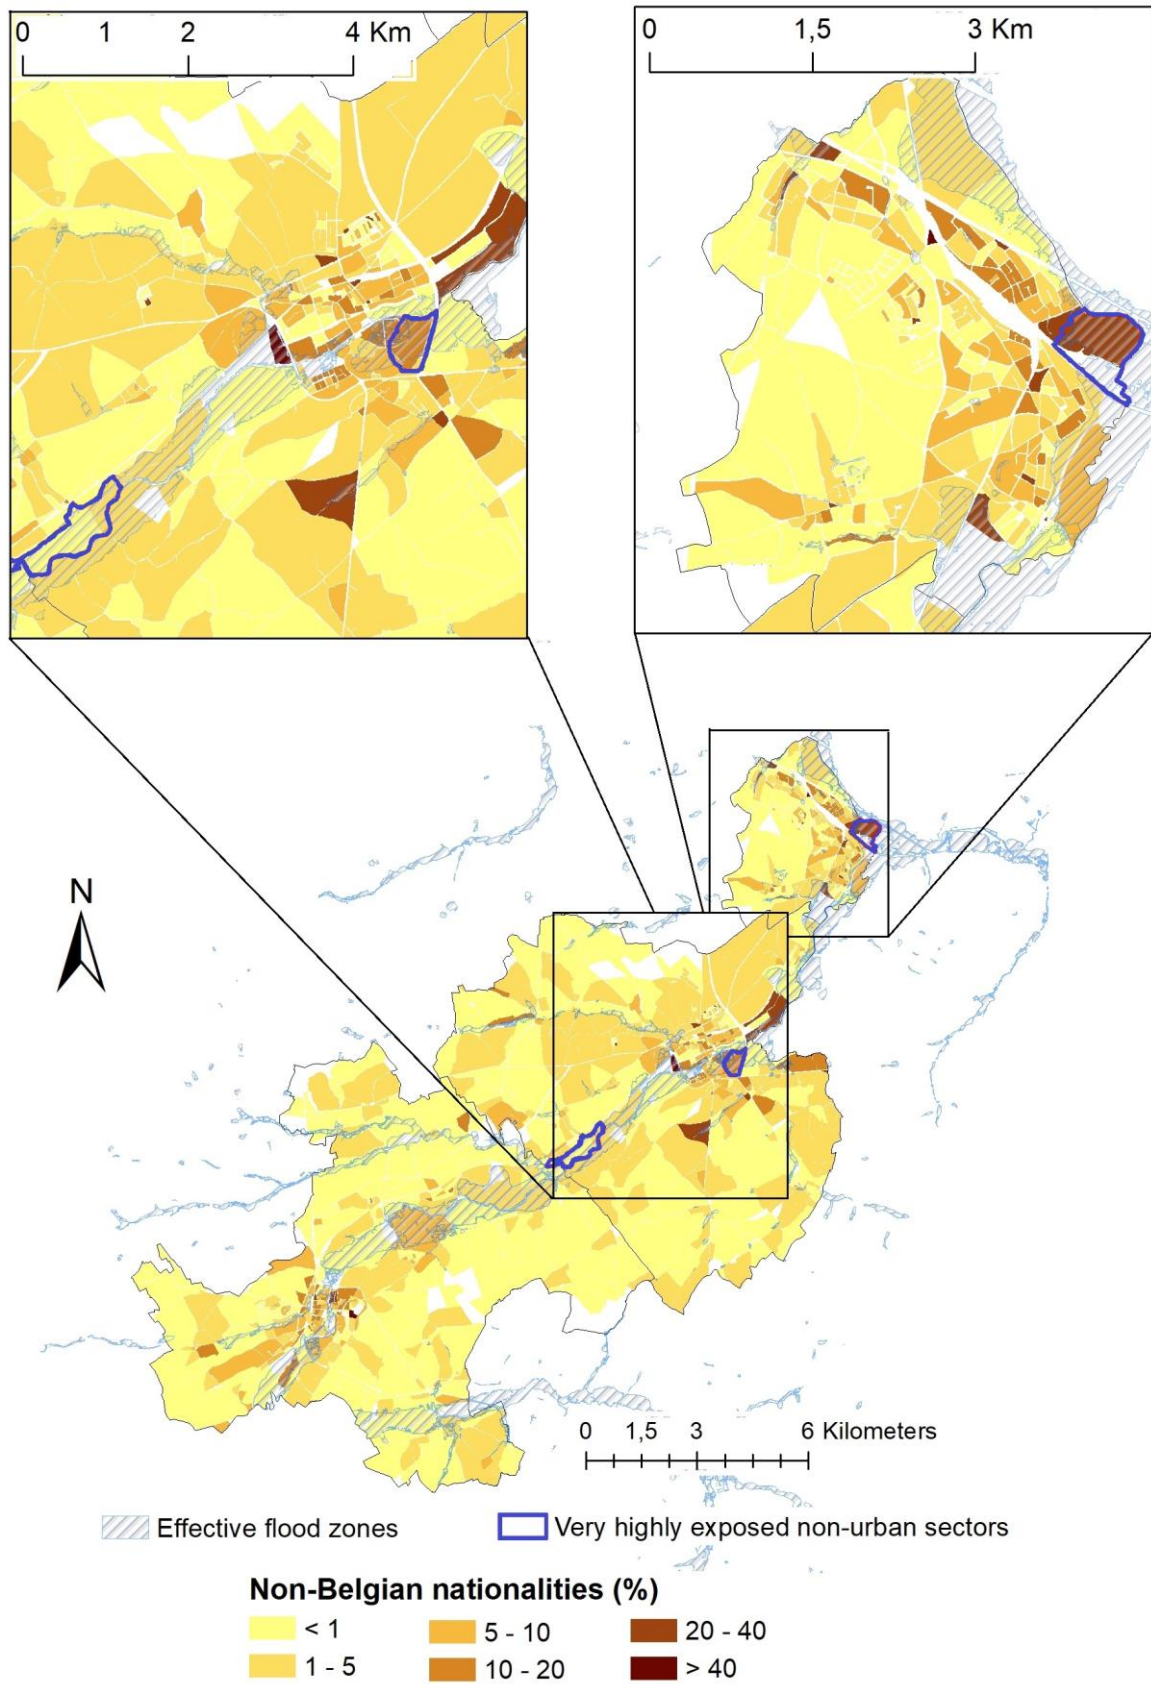 0 1 2 4 Km
0 1,5 3 Km
N
0 1,5 3 6 Kilometers
Effective flood zones
Very highly exposed non-urban sectors
Non-Belgian nationalities (%)
< 1 5 - 10 20 - 40
1 - 5 10 - 20 > 40